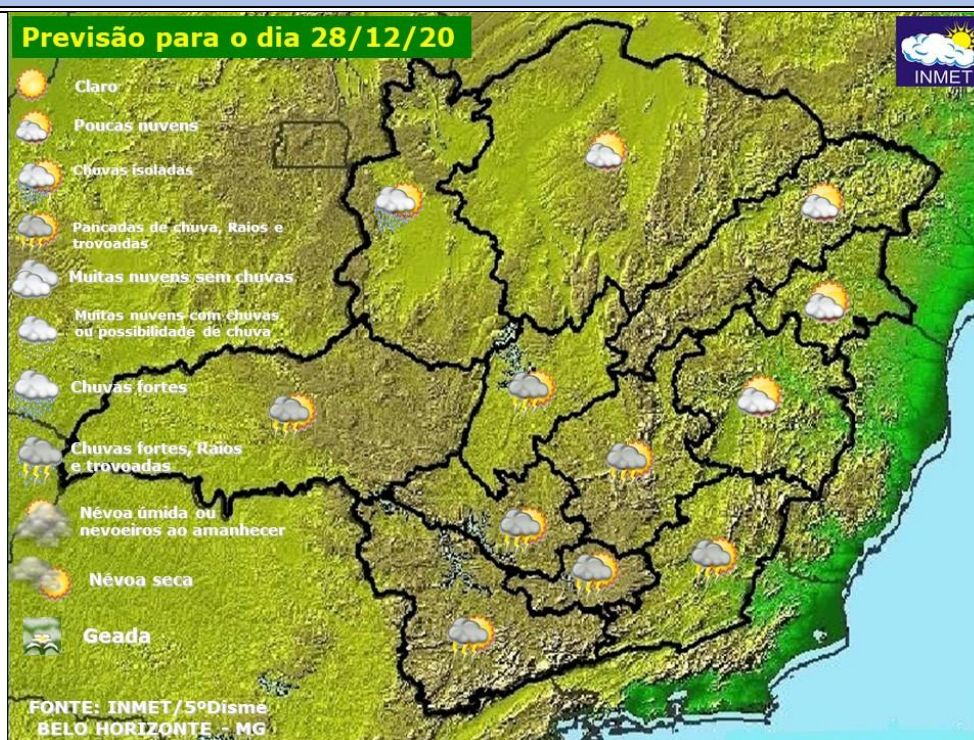 Previsão para o dia 28/12/20
INMET
Claro
Poucas nuvens
Chuvas isoladas
Pancadas de chuva, Raios e
trovoadas
Muitas nuvens sem chuvas
Muitas nuvens com chuvas
ou possibilidade de chuva
Chuvas fortes
Chuvas fortes, Raios
e trovoadas
Névoa úmida ou
nevoeiros ao amanhecer
Névoa seca
Geada
FONTE: INMET/5ºDisme
BELO HORIZONTE - MG